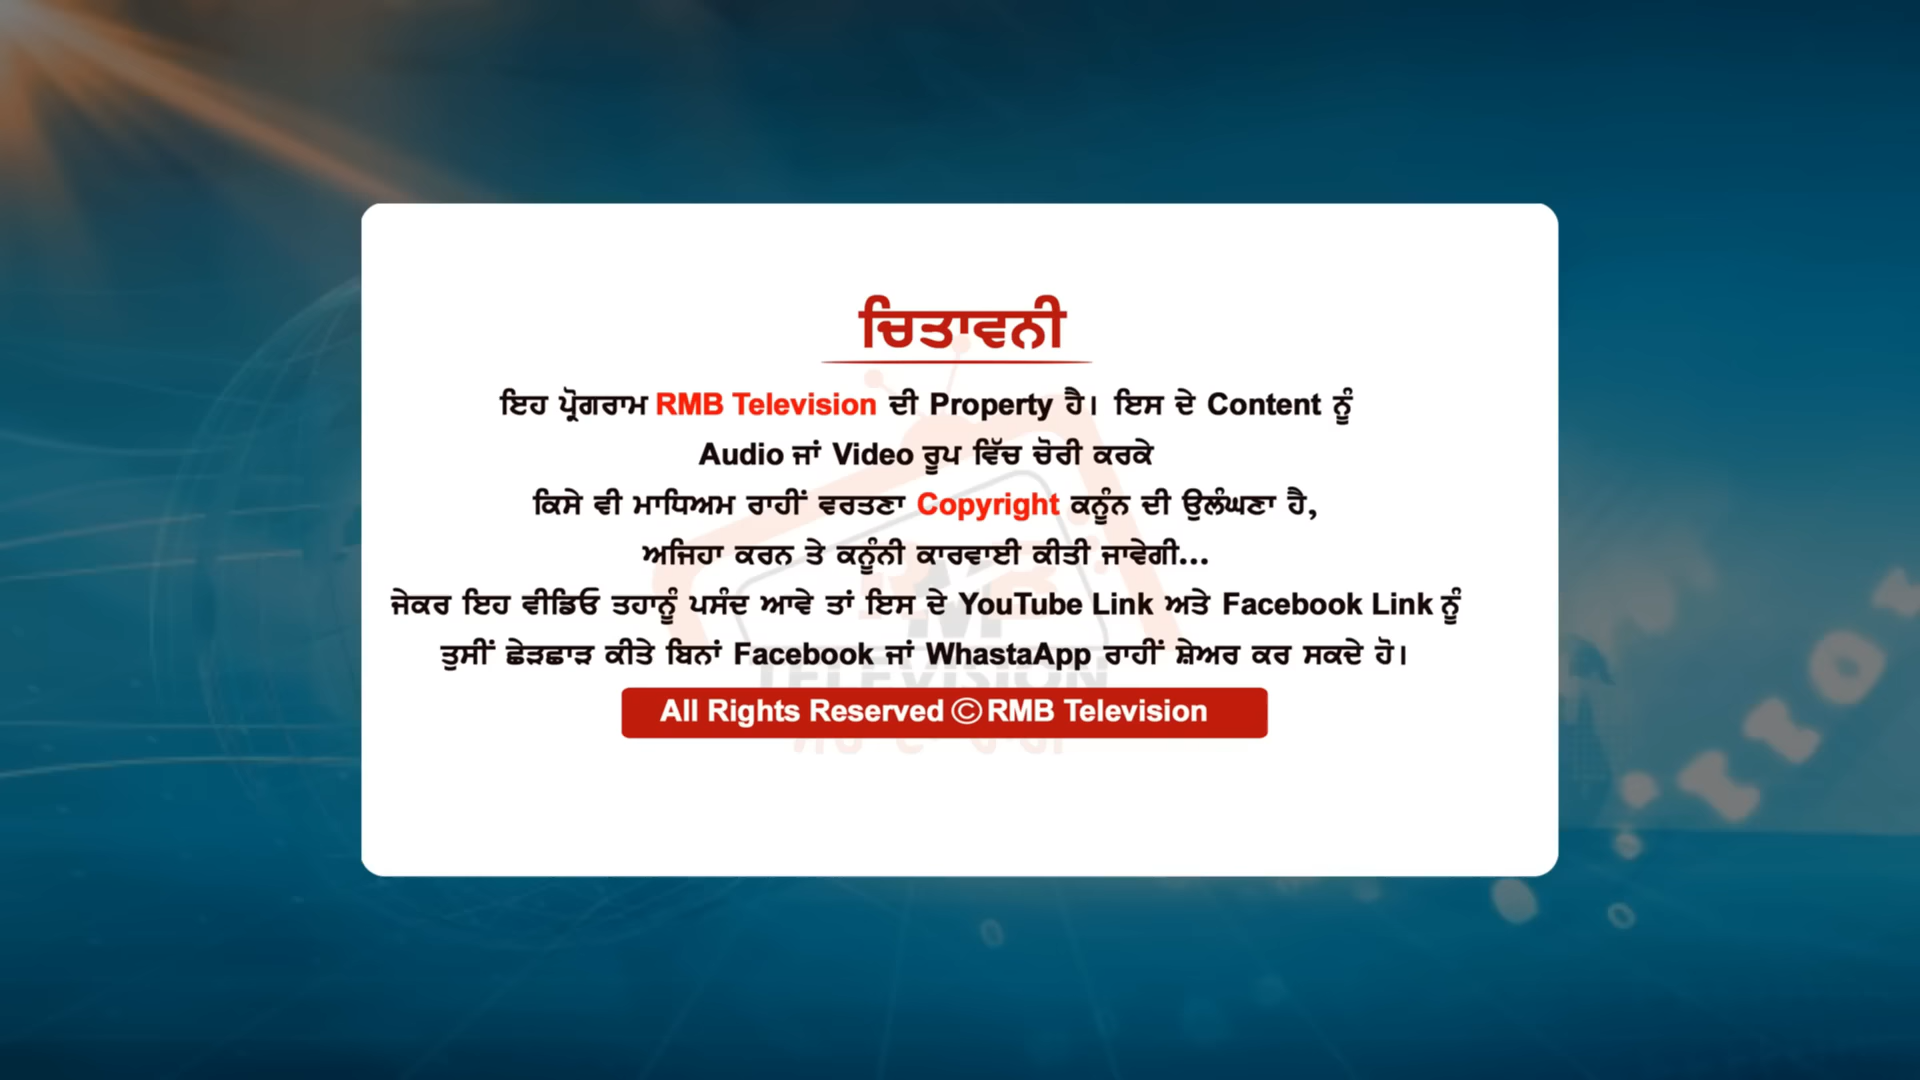 ਚਿਤਾਵਨੀ
ਇਹ ਪ੍ਰੋਗਰਾਮ RMB Television ਦੀ Property ਹੈ। ਇਸ ਦੇ Content ਨੂੰ
Audio ਜਾਂ Video ਰੂਪ ਵਿੱਚ ਚੋਰੀ ਕਰਕੇ
ਕਿਸੇ ਵੀ ਮਾਧਿਅਮ ਰਾਹੀਂ ਵਰਤਣਾ Copyright ਕਨੂੰਨ ਦੀ ਉਲੰਘਣਾ ਹੈ,
ਅਜਿਹਾ ਕਰਨ ਤੇ ਕਨੂੰਨੀ ਕਾਰਵਾਈ ਕੀਤੀ ਜਾਵੇਗੀ...
ਜੇਕਰ ਇਹ ਵੀਡਿਓ ਤਹਾਨੂੰ ਪਸੰਦ ਆਵੇ ਤਾਂ ਇਸ ਦੇ YouTube Link ਅਤੇ Facebook Link ਨੂੰ
ਤੁਸੀਂ ਛੇੜਛਾੜ ਕੀਤੇ ਬਿਨਾਂ Facebook ਜਾਂ WhastaApp ਰਾਹੀਂ ਸ਼ੇਅਰ ਕਰ ਸਕਦੇ ਹੋ।
TELEVISION
All Rights Reserved © RMB Television